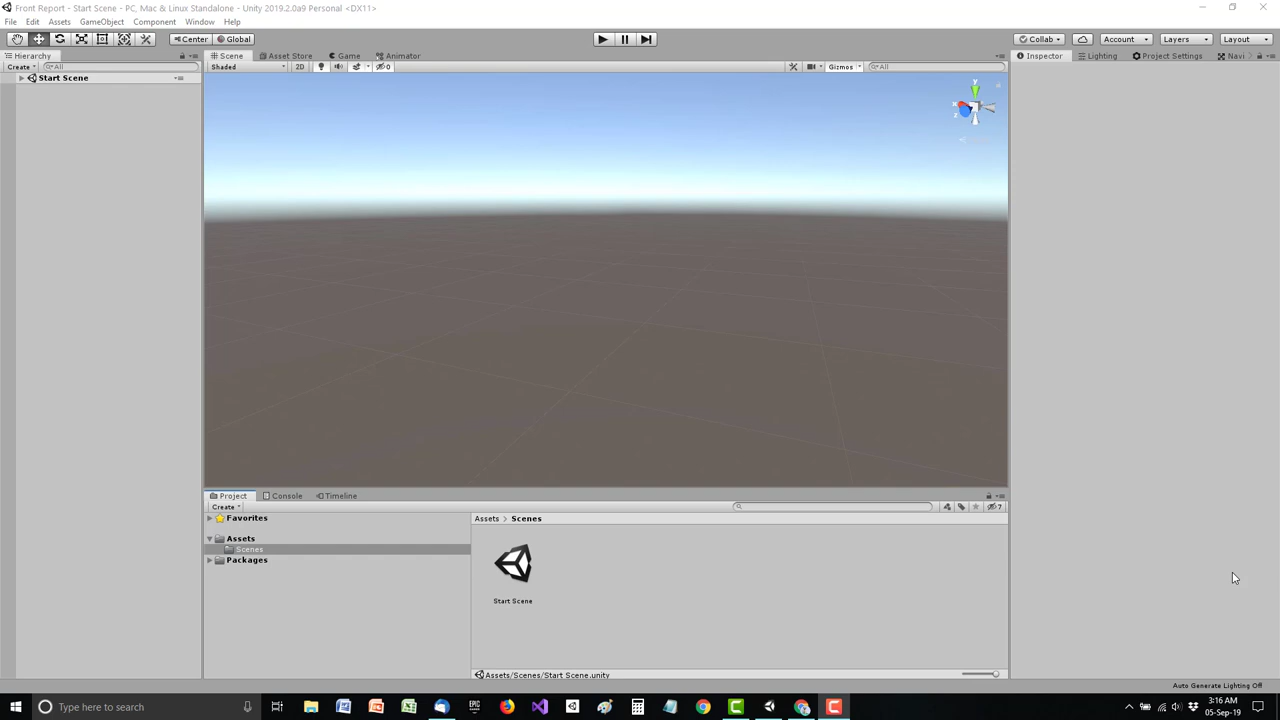 Front Report - Start Scene - PC, Mac & Linux Standalone - Unity 2019.2.0a9 Personal <DX11>
File Edit Assets GameObject Component Window Help
Center Global Collab Account Layers Layout
Hierarchy Scene Asset Store Game Animator Inspector Lighting Project Settings Navi
Create All Shaded 2D 0 Gizmos All
Start Scene
y
x
z
Project Console Timeline
Create 7
Favorites
Assets > Scenes
Assets
Scenes
Packages
Start Scene
Assets/Scenes/Start Scene.unity
Auto Generate Lighting Off
Type here to search
3:16 AM
05-Sep-19